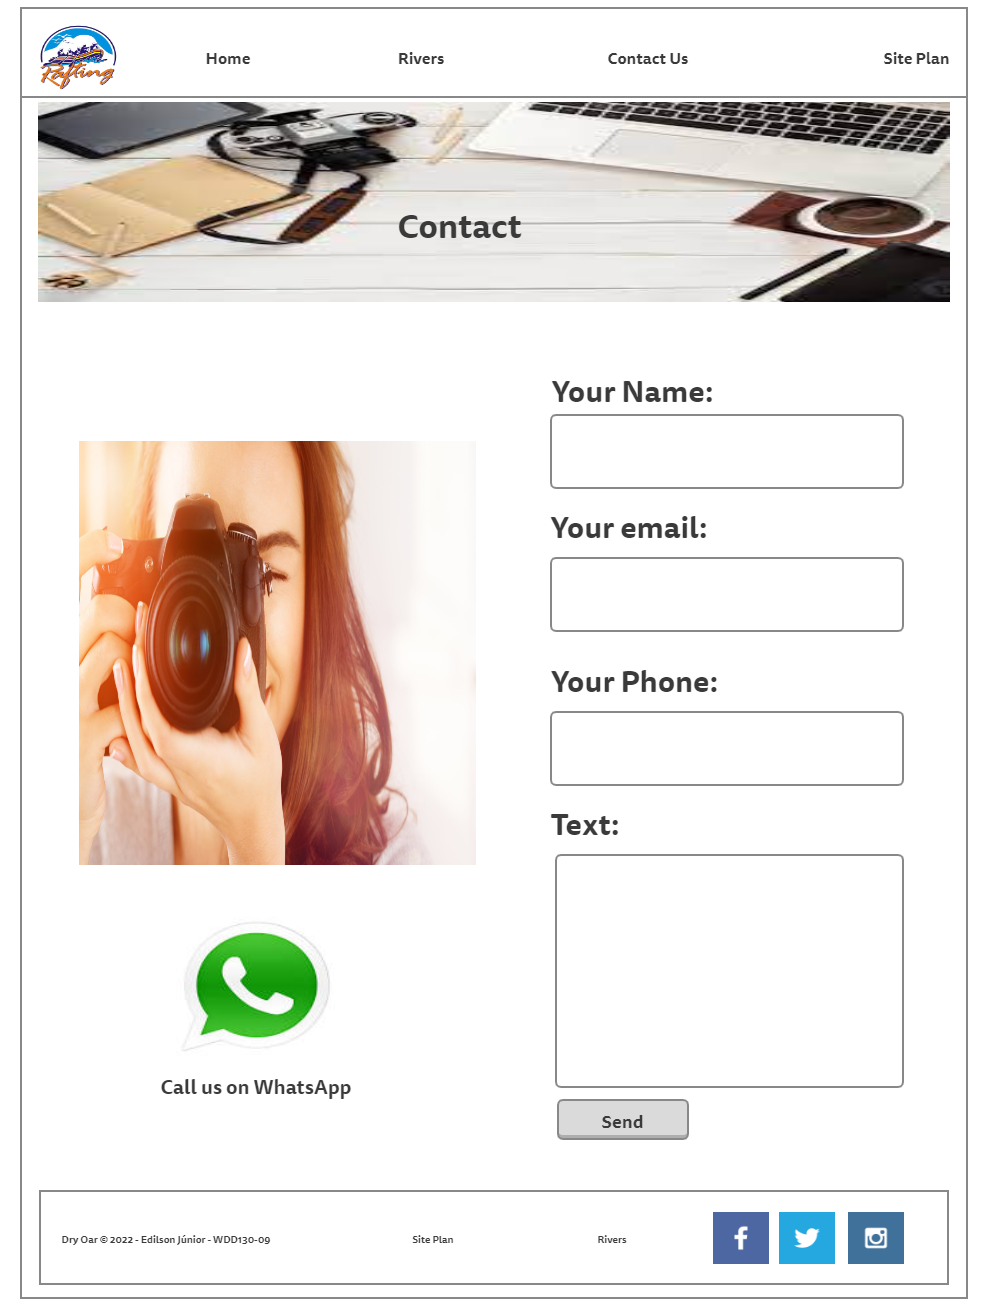 Rafting
Home
Rivers
Contact Us
Site Plan
Contact
Your Name:
Your email:
Your Phone:
Text:
Call us on WhatsApp
Send
Dry Oar © 2022 - Edilson Júnior - WDD130-09
Site Plan
Rivers